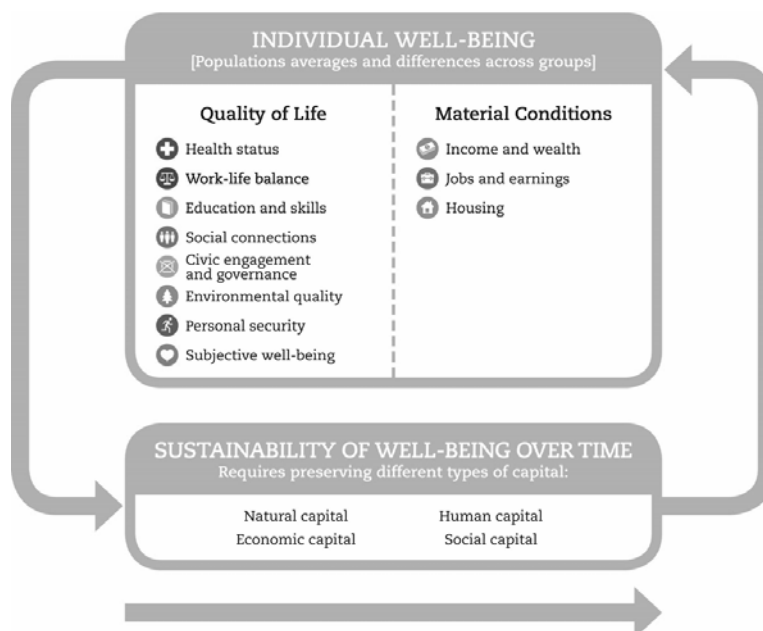 INDIVIDUAL WELL-BEING
[Populations averages and differences across groups]
Quality of Life
Health status
Work-life balance
Education and skills
Social connections
Civic engagement
and governance
Environmental quality
Personal security
Subjective well-being
Material Conditions
Income and wealth
Jobs and earnings
Housing
SUSTAINABILITY OF WELL-BEING OVER TIME
Requires preserving different types of capital:
Natural capital
Human capital
Economic capital
Social capital